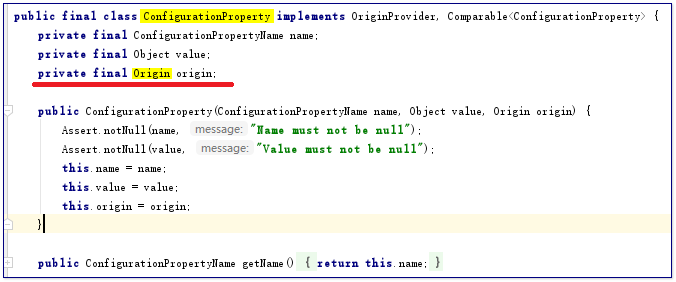 public final class ConfigurationProperty implements OriginProvider, Comparable<ConfigurationProperty> {
private final ConfigurationPropertyName name;
private final Object value;
private final Origin origin;
public ConfigurationProperty(ConfigurationPropertyName name, Object value, Origin origin) {
Assert.notNull(name, message: "Name must not be null");
Assert.notNull(value, message: "Value must not be null");
this.name = name;
this.value = value;
this.origin = origin;
}
public ConfigurationPropertyName getName() { return this.name; }